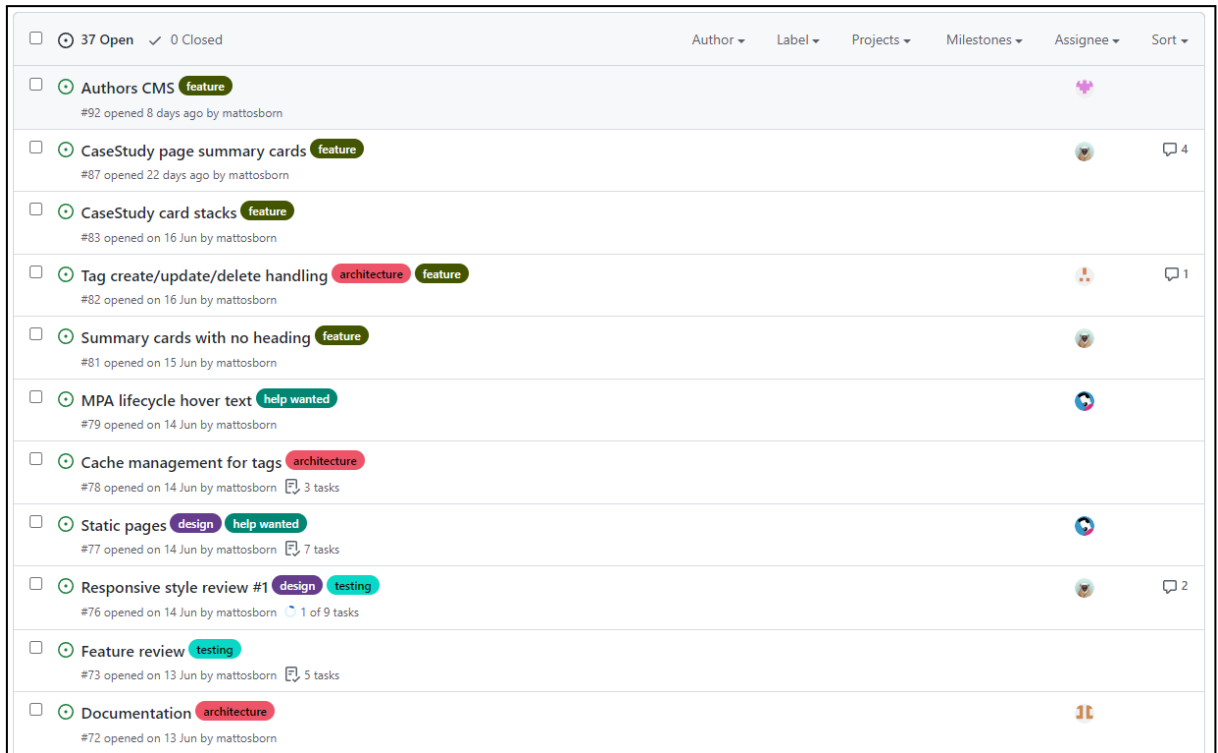 37 Open 0 Closed Author Label Projects Milestones Assignee Sort
Authors CMS feature
#92 opened 8 days ago by mattosborn
CaseStudy page summary cards feature 4
#87 opened 22 days ago by mattosborn
CaseStudy card stacks feature
#83 opened on 16 Jun by mattosborn
Tag create/update/delete handling architecture feature 1
#82 opened on 16 Jun by mattosborn
Summary cards with no heading feature
#81 opened on 15 Jun by mattosborn
MPA lifecycle hover text help wanted
#79 opened on 14 Jun by mattosborn
Cache management for tags architecture
#78 opened on 14 Jun by mattosborn 3 tasks
Static pages design help wanted
#77 opened on 14 Jun by mattosborn 7 tasks
Responsive style review #1 design testing 2
#76 opened on 14 Jun by mattosborn 1 of 9 tasks
Feature review testing
#73 opened on 13 Jun by mattosborn 5 tasks
Documentation architecture
#72 opened on 13 Jun by mattosborn